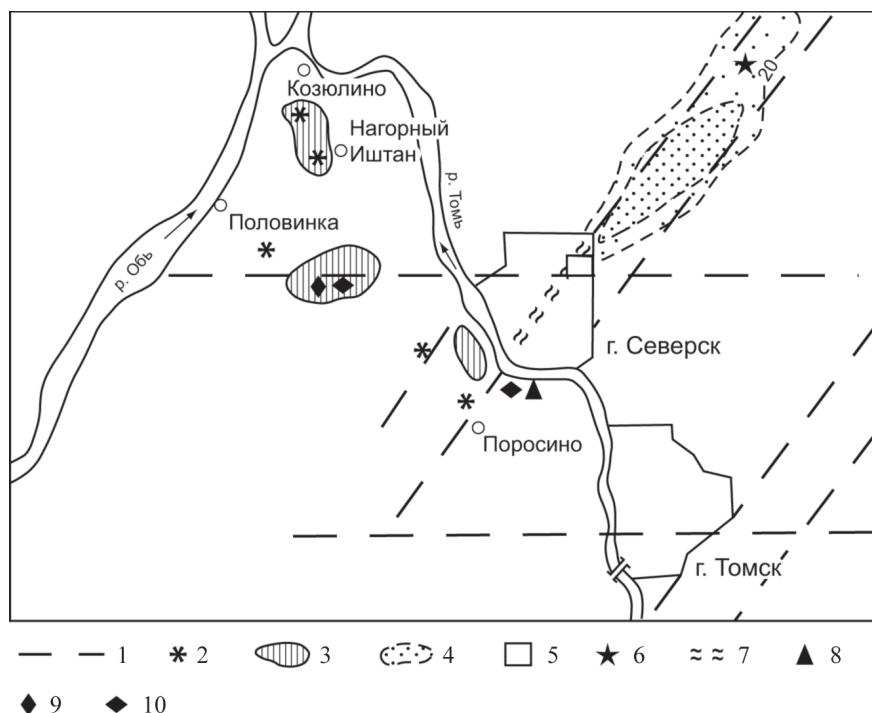 Козюлино
Нагорный
Иштан
20
р. Томь
Половинка
р. Обь
г. Северск
Поросино
г. Томск
1
2
3
4
5
6
7
8
9
10